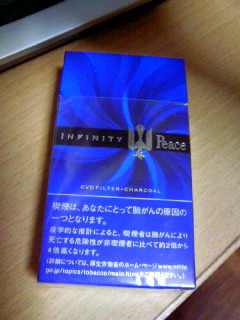 INFINITY Peace
CVD FILTER • CHARCOAL
喫煙は、あなたにとって肺がんの原因の
一つとなります。
疫学的な推計によると、喫煙者は肺がんにより
死亡する危険性が非喫煙者に比べて約2倍から
4倍高くなります。
(詳細については、厚生労働省のホーム・ページ www.mhlw.
go.jp/topics/tobacco/main.htmlをご参照ください。)